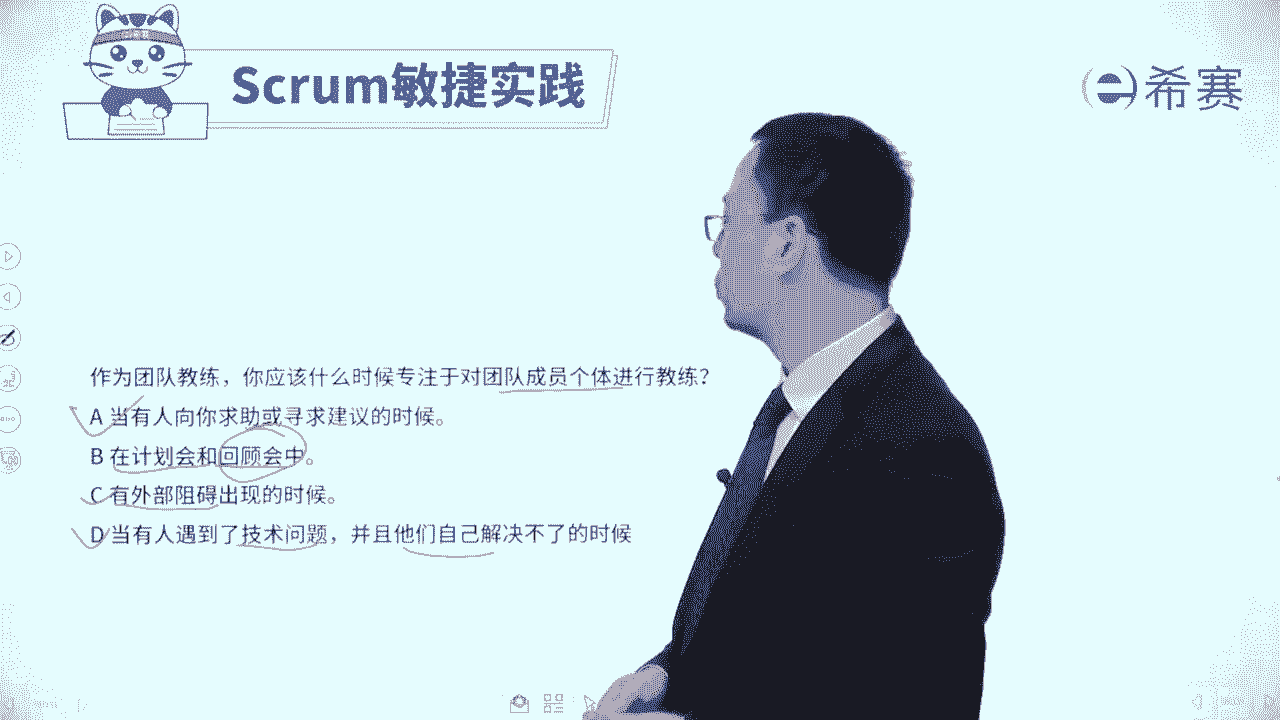 Scrum敏捷实践
希赛
作为团队教练，你应该什么时候专注于对团队成员个体进行教练？
A 当有人向你求助或寻求建议的时候。
B 在计划会和回顾会中。
C 有外部阻碍出现的时候。
D 当有人遇到了技术问题，并且他们自己解决不了的时候